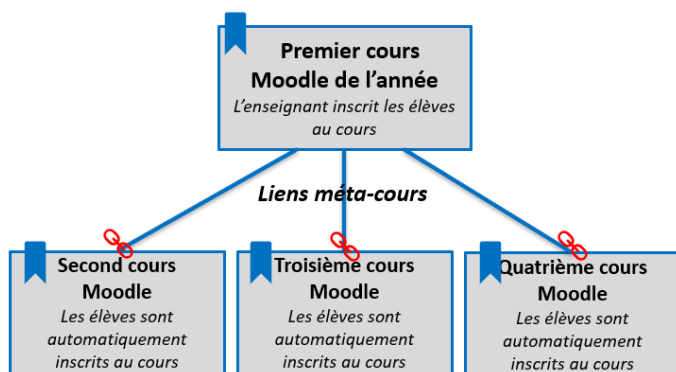 Premier cours
Moodle de l'année
L'enseignant inscrit les élèves
au cours
Liens méta-cours
Second cours
Moodle
Les élèves sont
automatiquement
inscrits au cours
Troisième cours
Moodle
Les élèves sont
automatiquement
inscrits au cours
Quatrième cours
Moodle
Les élèves sont
automatiquement
inscrits au cours